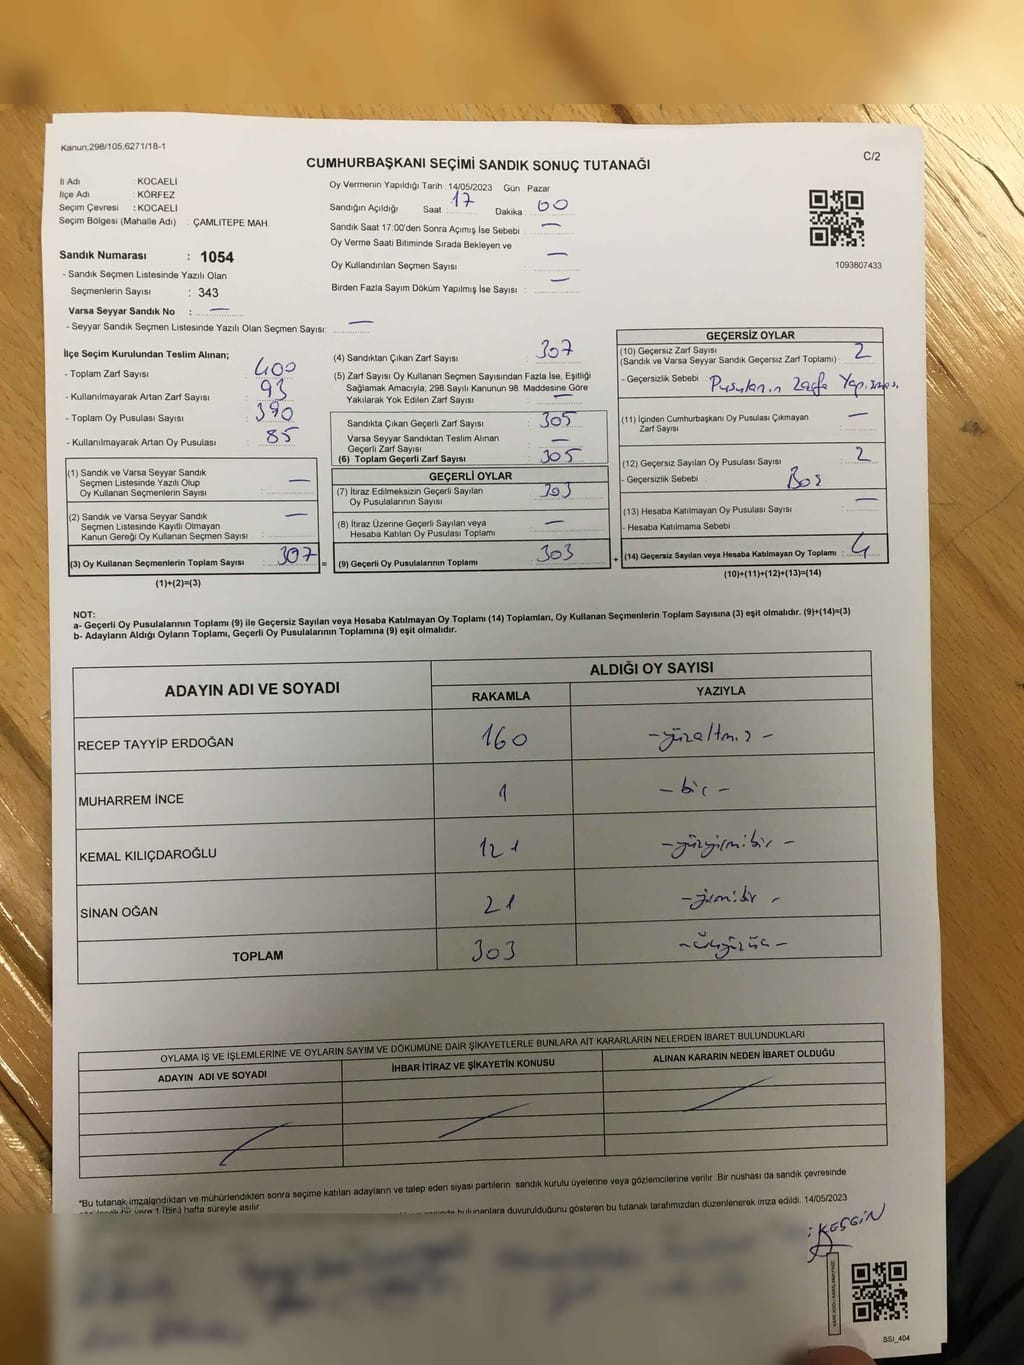 Kanun,298/105,6271/18-1
CUMHURBAŞKANI SEÇİMİ SANDIK SONUÇ TUTANAĞI
C/2
İl Adı : KOCAELİ
İlçe Adı : KÖRFEZ
Seçim Çevresi : KOCAELİ
Seçim Bölgesi (Mahalle Adı) : ÇAMLITEPE MAH.
Oy Vermenin Yapıldığı Tarih : 14/05/2023 Gün Pazar
Sandığın Açıldığı Saat 17 Dakika 00
Sandık Saat 17:00'den Sonra Açımış İse Sebebi : —
Oy Verme Saati Bitiminde Sırada Bekleyen ve
Oy Kullandırılan Seçmen Sayısı : —
Birden Fazla Sayım Döküm Yapılmış İse Sayısı : —
1093807433
Sandık Numarası : 1054
- Sandık Seçmen Listesinde Yazılı Olan
Seçmenlerin Sayısı : 343
Varsa Seyyar Sandık No : —
- Seyyar Sandık Seçmen Listesinde Yazılı Olan Seçmen Sayısı: —
İlçe Seçim Kurulundan Teslim Alınan;
- Toplam Zarf Sayısı : 400
- Kullanılmayarak Artan Zarf Sayısı : 93
- Toplam Oy Pusulası Sayısı : 390
- Kullanılmayarak Artan Oy Pusulası : 85
(1) Sandık ve Varsa Seyyar Sandık
Seçmen Listesinde Yazılı Olup
Oy Kullanan Seçmenlerin Sayısı : —
(2) Sandık ve Varsa Seyyar Sandık
Seçmen Listesinde Kayıtlı Olmayan
Kanun Gereği Oy Kullanan Seçmen Sayısı : —
(3) Oy Kullanan Seçmenlerin Toplam Sayısı : 307
(1)+(2)=(3)
=
(4) Sandıktan Çıkan Zarf Sayısı : 307
(5) Zarf Sayısı Oy Kullanan Seçmen Sayısından Fazla İse, Eşitliği
Sağlamak Amacıyla, 298 Sayılı Kanunun 98. Maddesine Göre
Yakılarak Yok Edilen Zarf Sayısı : —
Sandıkta Çıkan Geçerli Zarf Sayısı : 305
Varsa Seyyar Sandıktan Teslim Alınan
Geçerli Zarf Sayısı : —
(6) Toplam Geçerli Zarf Sayısı : 305
GEÇERLİ OYLAR
(7) İtiraz Edilmeksizin Geçerli Sayılan
Oy Pusulalarının Sayısı : 303
(8) İtiraz Üzerine Geçerli Sayılan veya
Hesaba Katılan Oy Pusulası Toplamı : —
(9) Geçerli Oy Pusulalarının Toplamı : 303
+
GEÇERSİZ OYLAR
(10) Geçersiz Zarf Sayısı
(Sandık ve Varsa Seyyar Sandık Geçersiz Zarf Toplamı) : 2
- Geçersizlik Sebebi : Pusulanın Zarfa
(11) İçinden Cumhurbaşkanı Oy Pusulası Çıkmayan
Zarf Sayısı : —
(12) Geçersiz Sayılan Oy Pusulası Sayısı : 2
- Geçersizlik Sebebi : Boş
(13) Hesaba Katılmayan Oy Pusulası Sayısı : —
- Hesaba Katılmama Sebebi :
(14) Geçersiz Sayılan veya Hesaba Katılmayan Oy Toplamı : 4
(10)+(11)+(12)+(13)=(14)
NOT:
a- Geçerli Oy Pusulalarının Toplamı (9) ile Geçersiz Sayılan veya Hesaba Katılmayan Oy Toplamı (14) Toplamları, Oy Kullanan Seçmenlerin Toplam Sayısına (3) eşit olmalıdır. (9)+(14)=(3)
b- Adayların Aldığı Oyların Toplamı, Geçerli Oy Pusulalarının Toplamına (9) eşit olmalıdır.
ADAYIN ADI VE SOYADI
ALDIĞI OY SAYISI
RAKAMLA YAZIYLA
RECEP TAYYİP ERDOĞAN 160 -yüzaltmış-
MUHARREM İNCE 1 -bir-
KEMAL KILIÇDAROĞLU 121 -yüzyirmibir-
SİNAN OĞAN 21 -yirmibir-
TOPLAM 303 -üçyüzüç-
OYLAMA İŞ VE İŞLEMLERİNE VE OYLARIN SAYIM VE DÖKÜMÜNE DAİR ŞİKAYETLERLE BUNLARA AİT KARARLARIN NELERDEN İBARET BULUNDUKLARI
ADAYIN ADI VE SOYADI İHBAR İTİRAZ VE ŞİKAYETİN KONUSU ALINAN KARARIN NEDEN İBARET OLDUĞU
*Bu tutanak imzalandıktan ve mühürlendikten sonra seçime katılan adayların ve talep eden siyasi partilerin sandık kurulu üyelerine veya gözlemcilerine verilir. Bir nüshası da sandık çevresinde
bir yere 1 (bir) hafta süreyle asılır.
bulunanlara duyurulduğunu gösteren bu tutanak tarafımızdan düzenlenerek imza edildi. 14/05/2023
KESGİN
SSI_404